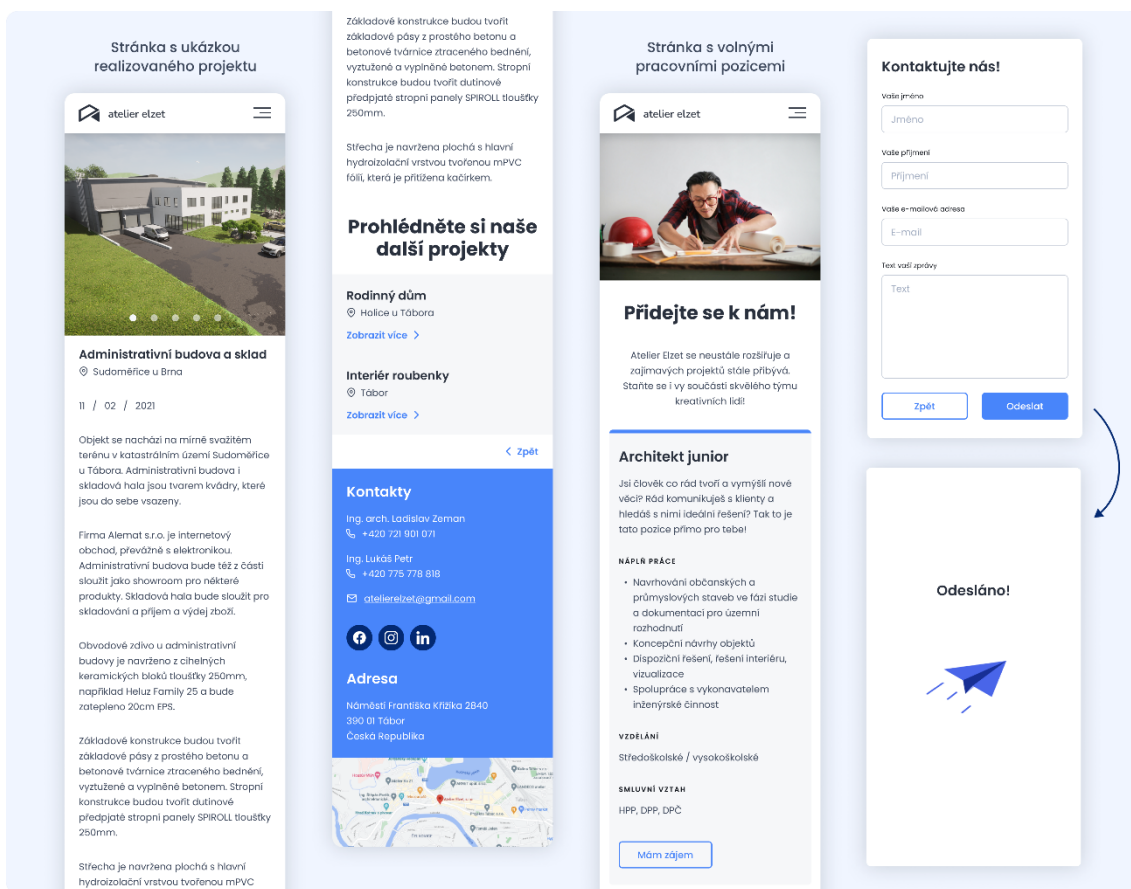 Stránka s ukázkou
realizovaného projektu
atelier elzet
Administrativní budova a sklad
Sudoměřice u Brna
11 / 02 / 2021
Objekt se nachází na mírně svažitém
terénu v katastrálním území Sudoměřice
u Tábora. Administrativní budova i
skladová hala jsou tvarem kvádry, které
jsou do sebe vsazeny.
Firma Alemat s.r.o. je internetový
obchod, převážně s elektronikou.
Administrativní budova bude též z části
sloužit jako showroom pro některé
produkty. Skladová hala bude sloužit pro
skladování a příjem a výdej zboží.
Obvodové zdivo u administrativní
budovy je navrženo z cihelných
keramických bloků tloušťky 250mm,
například Heluz Family 25 a bude
zatepleno 20cm EPS.
Základové konstrukce budou tvořit
základové pásy z prostého betonu a
betonové tvárnice ztraceného bednění,
vyztužené a vyplněné betonem. Stropní
konstrukce budou tvořit dutinové
předpjaté stropní panely SPIROLL tloušťky
250mm.
Střecha je navržena plochá s hlavní
hydroizolační vrstvou tvořenou mPVC
Základové konstrukce budou tvořit
základové pásy z prostého betonu a
betonové tvárnice ztraceného bednění,
vyztužené a vyplněné betonem. Stropní
konstrukce budou tvořit dutinové
předpjaté stropní panely SPIROLL tloušťky
250mm.
Střecha je navržena plochá s hlavní
hydroizolační vrstvou tvořenou mPVC
fólií, která je přitížena kačírkem.
Prohlédněte si naše
další projekty
Rodinný dům
Holice u Tábora
Zobrazit více
Interiér roubenky
Tábor
Zobrazit více
Zpět
Kontakty
Ing. arch. Ladislav Zeman
+420 721 901 071
Ing. Lukáš Petr
+420 775 778 818
atelierelzet@gmail.com
Adresa
Náměstí Františka Křižíka 2840
390 01 Tábor
Česká Republika
Stránka s volnými
pracovními pozicemi
atelier elzet
Přidejte se k nám!
Atelier Elzet se neustále rozšiřuje a
zajímavých projektů stále přibývá.
Staňte se i vy součástí skvělého týmu
kreativních lidí!
Architekt junior
Jsi člověk co rád tvoří a vymýšlí nové
věci? Rád komunikuješ s klienty a
hledáš s nimi ideální řešení? Tak to je
tato pozice přímo pro tebe!
NÁPLŇ PRÁCE
• Navrhování občanských a
průmyslových staveb ve fázi studie
a dokumentací pro územní
rozhodnutí
• Koncepční návrhy objektů
• Dispoziční řešení, řešení interiéru,
vizualizace
• Spolupráce s vykonavatelem
inženýrské činnost
VZDĚLÁNÍ
Středoškolské / vysokoškolské
SMLUVNÍ VZTAH
HPP, DPP, DPČ
Mám zájem
Kontaktujte nás!
Vaše jméno
Jméno
Vaše příjmení
Příjmení
Vaše e-mailová adresa
E-mail
Text vaší zprávy
Text
Zpět
Odeslat
Odesláno!